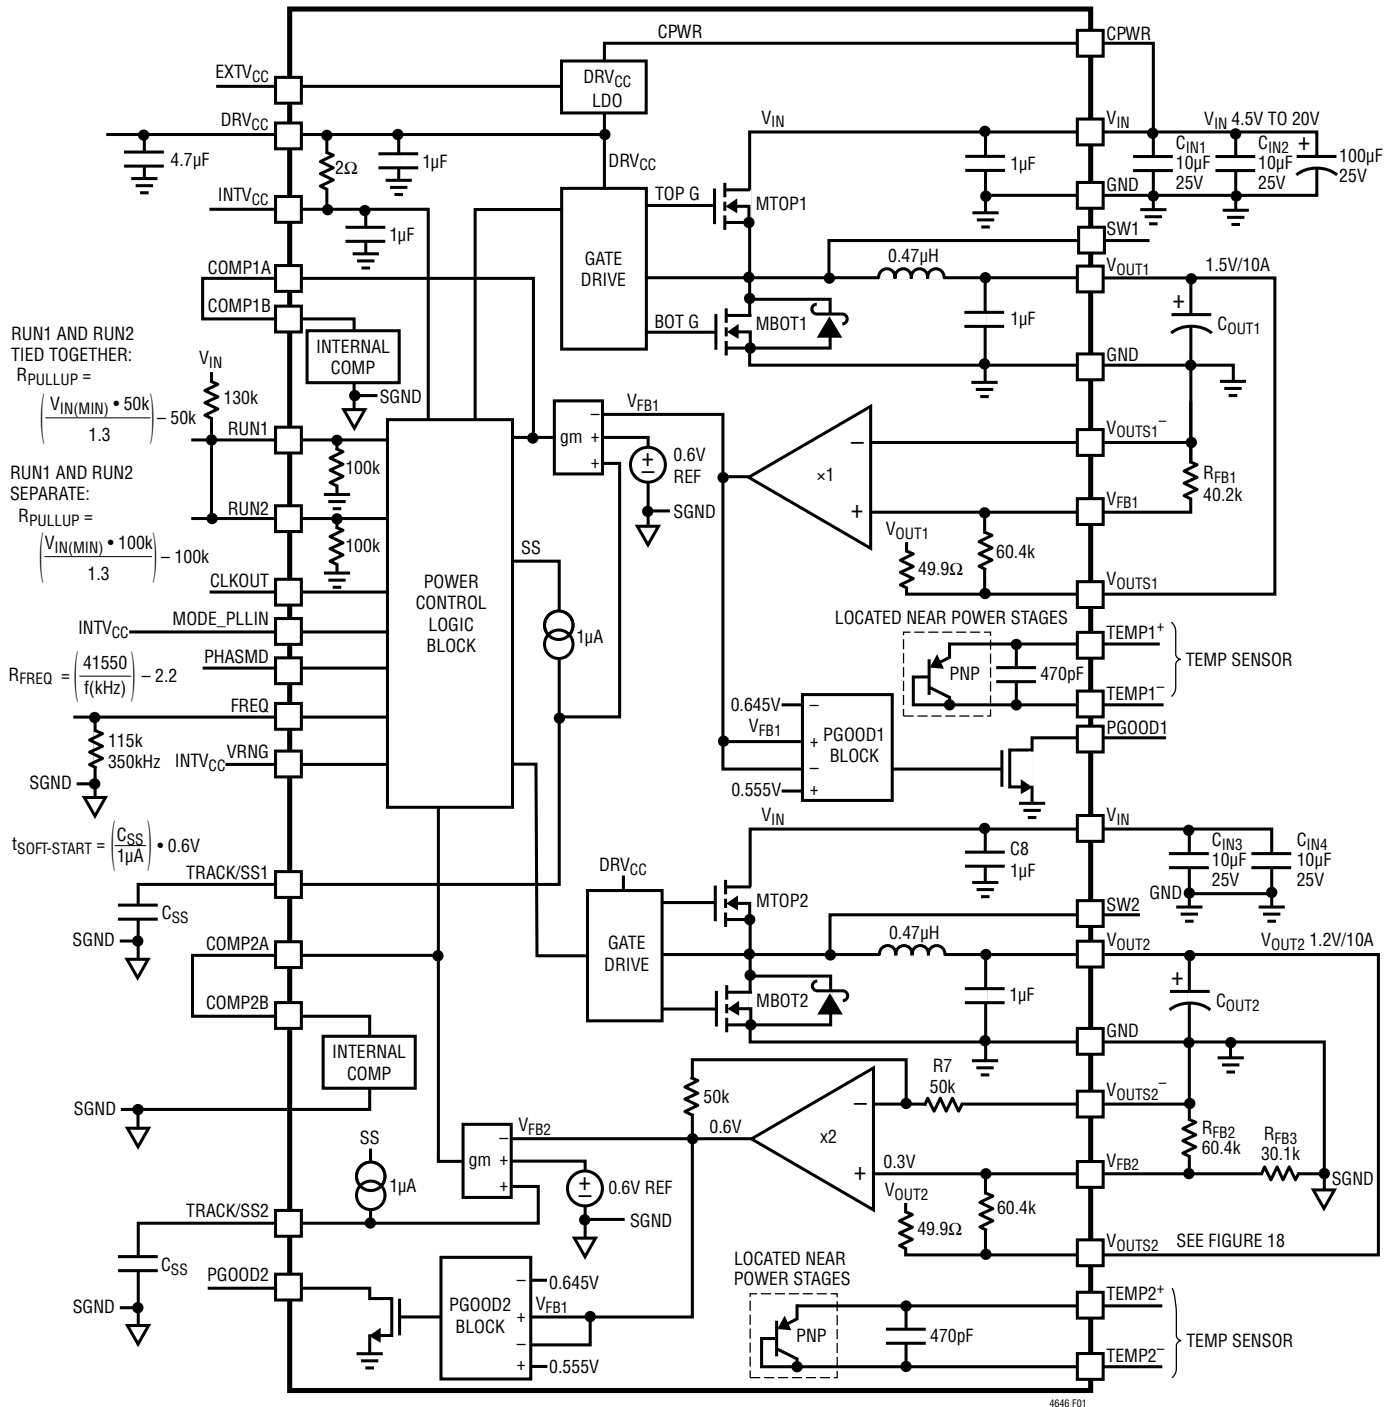 CPWR
CPWR
EXTVCC
DRVCC
LDO
DRVCC
4.7µF
2Ω
1µF
DRVCC
INTVCC
1µF
VIN
1µF
VIN
VIN 4.5V TO 20V
CIN1
10µF
25V
CIN2
10µF
25V
+
100µF
25V
GND
TOP G
MTOP1
GATE
DRIVE
SW1
0.47µH
VOUT1
1.5V/10A
BOT G
MBOT1
1µF
+
COUT1
GND
COMP1A
COMP1B
INTERNAL
COMP
SGND
RUN1 AND RUN2
TIED TOGETHER:
RPULLUP =
(VIN(MIN) • 50k / 1.3) – 50k
VIN
130k
RUN1
100k
RUN1 AND RUN2
SEPARATE:
RPULLUP =
(VIN(MIN) • 100k / 1.3) – 100k
RUN2
100k
CLKOUT
INTVCC
MODE_PLLIN
PHASMD
RFREQ = (41550 / f(kHz)) – 2.2
FREQ
115k
350kHz
SGND
INTVCC
VRNG
POWER
CONTROL
LOGIC
BLOCK
SS
1µA
gm
–
+
+
VFB1
+
–
0.6V
REF
SGND
–
×1
+
VOUTS1–
RFB1
40.2k
VFB1
VOUT1
49.9Ω
60.4k
VOUTS1
LOCATED NEAR POWER STAGES
PNP
470pF
TEMP1+
TEMP SENSOR
TEMP1–
0.645V
–
VFB1
+
–
0.555V
+
PGOOD1
BLOCK
PGOOD1
tSOFT-START = (CSS / 1µA) • 0.6V
TRACK/SS1
CSS
SGND
COMP2A
COMP2B
INTERNAL
COMP
SGND
VIN
C8
1µF
VIN
CIN3
10µF
25V
CIN4
10µF
25V
GND
DRVCC
GATE
DRIVE
MTOP2
SW2
0.47µH
VOUT2
VOUT2 1.2V/10A
MBOT2
1µF
+
COUT2
GND
R7
50k
50k
VOUTS2–
RFB2
60.4k
RFB3
30.1k
VFB2
SGND
–
x2
+
0.6V
0.3V
VOUT2
49.9Ω
60.4k
VOUTS2
SEE FIGURE 18
SS
1µA
gm
–
+
+
VFB2
+
–
0.6V REF
SGND
TRACK/SS2
CSS
SGND
PGOOD2
PGOOD2
BLOCK
–
0.645V
+
VFB1
–
+
0.555V
LOCATED NEAR
POWER STAGES
PNP
470pF
TEMP2+
TEMP SENSOR
TEMP2–
4646 F01